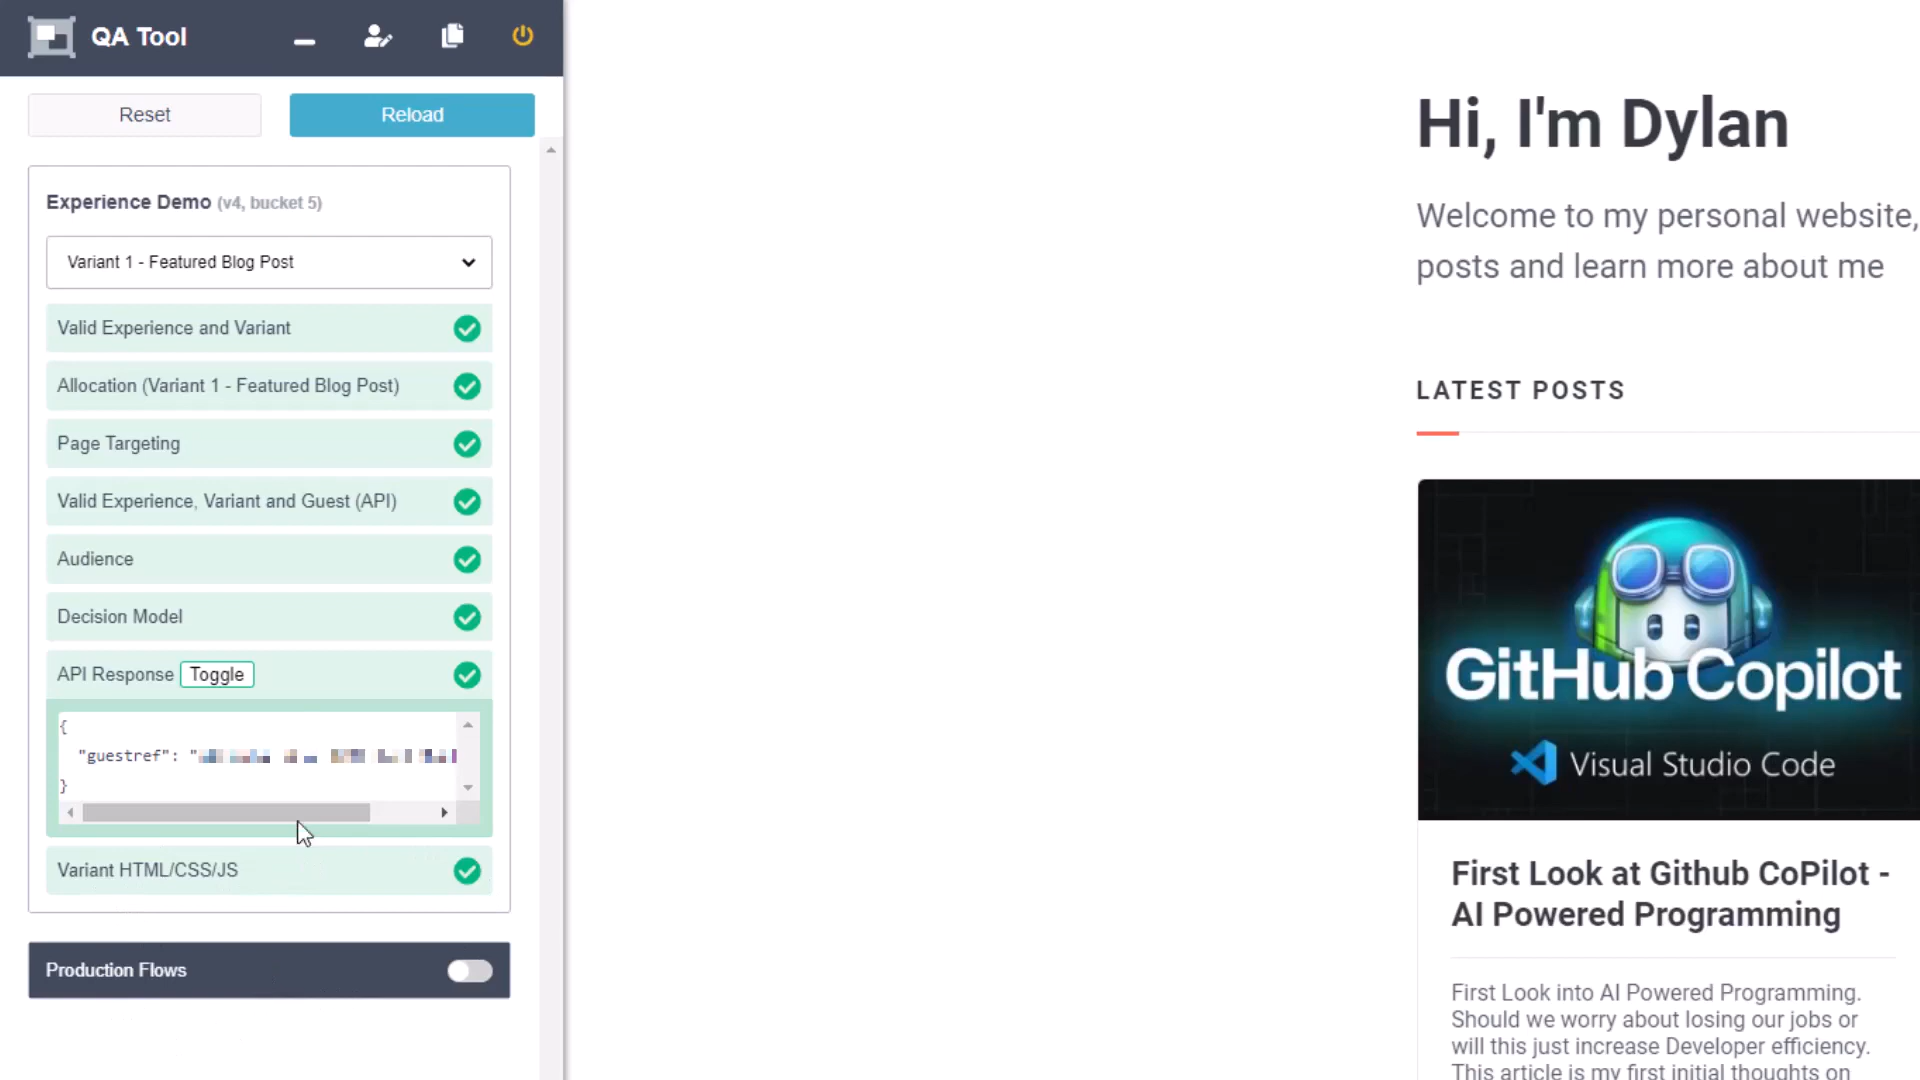 QA Tool
Reset
Reload
Experience Demo (v4, bucket 5)
Variant 1 - Featured Blog Post
Valid Experience and Variant
Allocation (Variant 1 - Featured Blog Post)
Page Targeting
Valid Experience, Variant and Guest (API)
Audience
Decision Model
API Response Toggle
{
"guestref": "
}
Variant HTML/CSS/JS
Production Flows
Hi, I'm Dylan
Welcome to my personal website,
posts and learn more about me
LATEST POSTS
GitHub Copilot
Visual Studio Code
First Look at Github CoPilot -
AI Powered Programming
First Look into AI Powered Programming.
Should we worry about losing our jobs or
will this just increase Developer efficiency.
This article is my first initial thoughts on